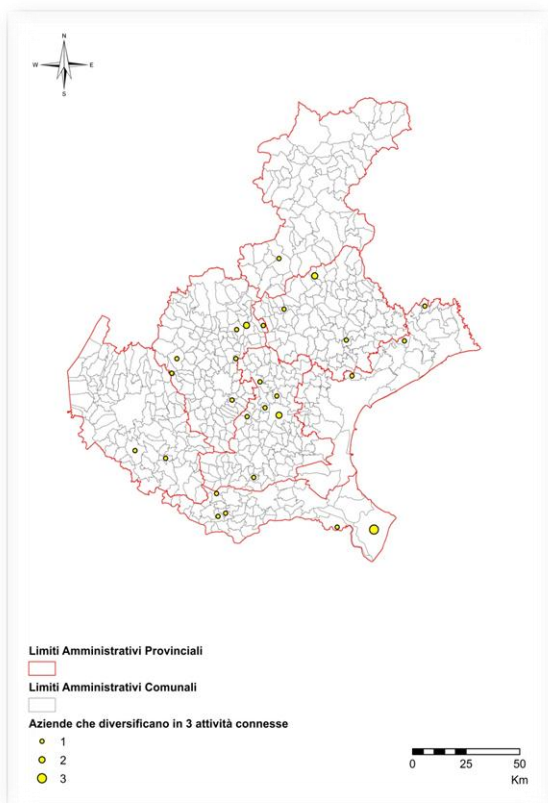 N
W E
S
Limiti Amministrativi Provinciali
Limiti Amministrativi Comunali
Aziende che diversificano in 3 attività connesse
1
2
3
0 25 50
Km